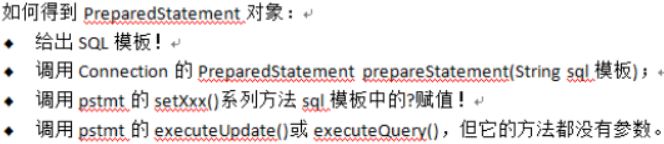 如何得到 PreparedStatement 对象：
◆ 给出 SQL 模板！
◆ 调用 Connection 的 PreparedStatement prepareStatement(String sql 模板)；
◆ 调用 pstmt 的 setXxx()系列方法 sql 模板中的?赋值！
◆ 调用 pstmt 的 executeUpdate()或 executeQuery()，但它的方法都没有参数。